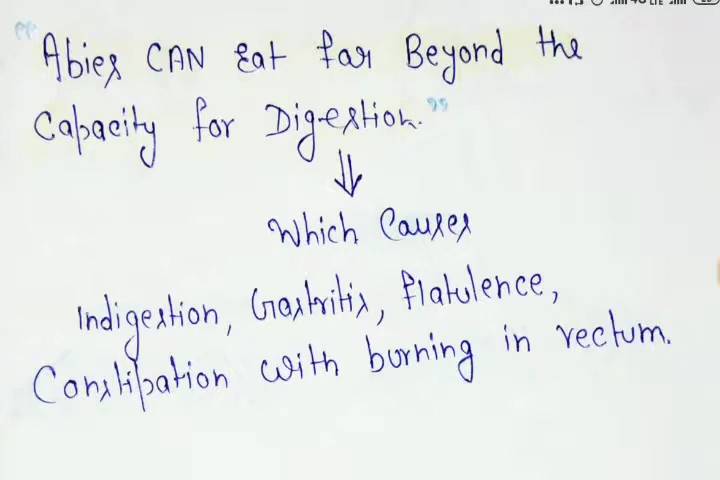 "Abies CAN Eat far Beyond the
Capacity for Digestion."
⇓
Which Causes
Indigestion, Gastritis, flatulence,
Constipation with burning in rectum.